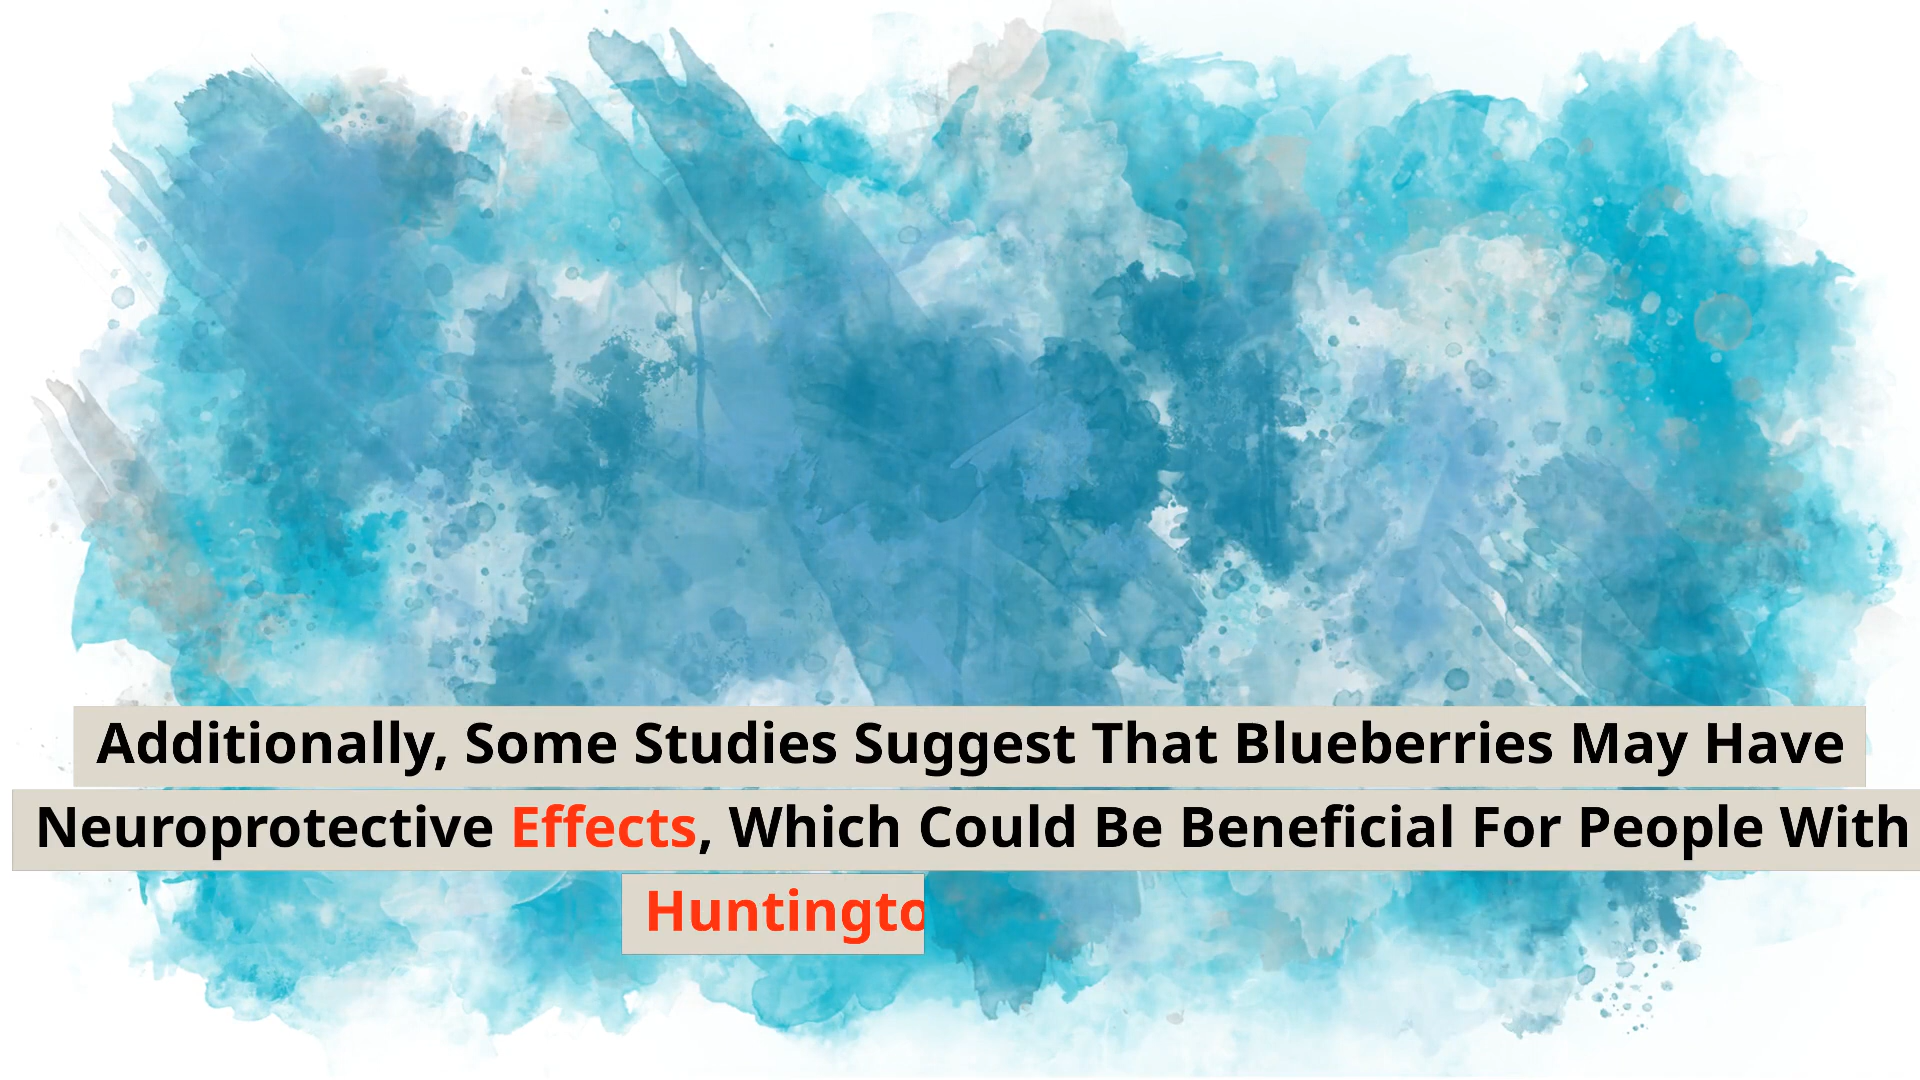 Additionally, Some Studies Suggest That Blueberries May Have
Neuroprotective Effects, Which Could Be Beneficial For People With
Huntingto